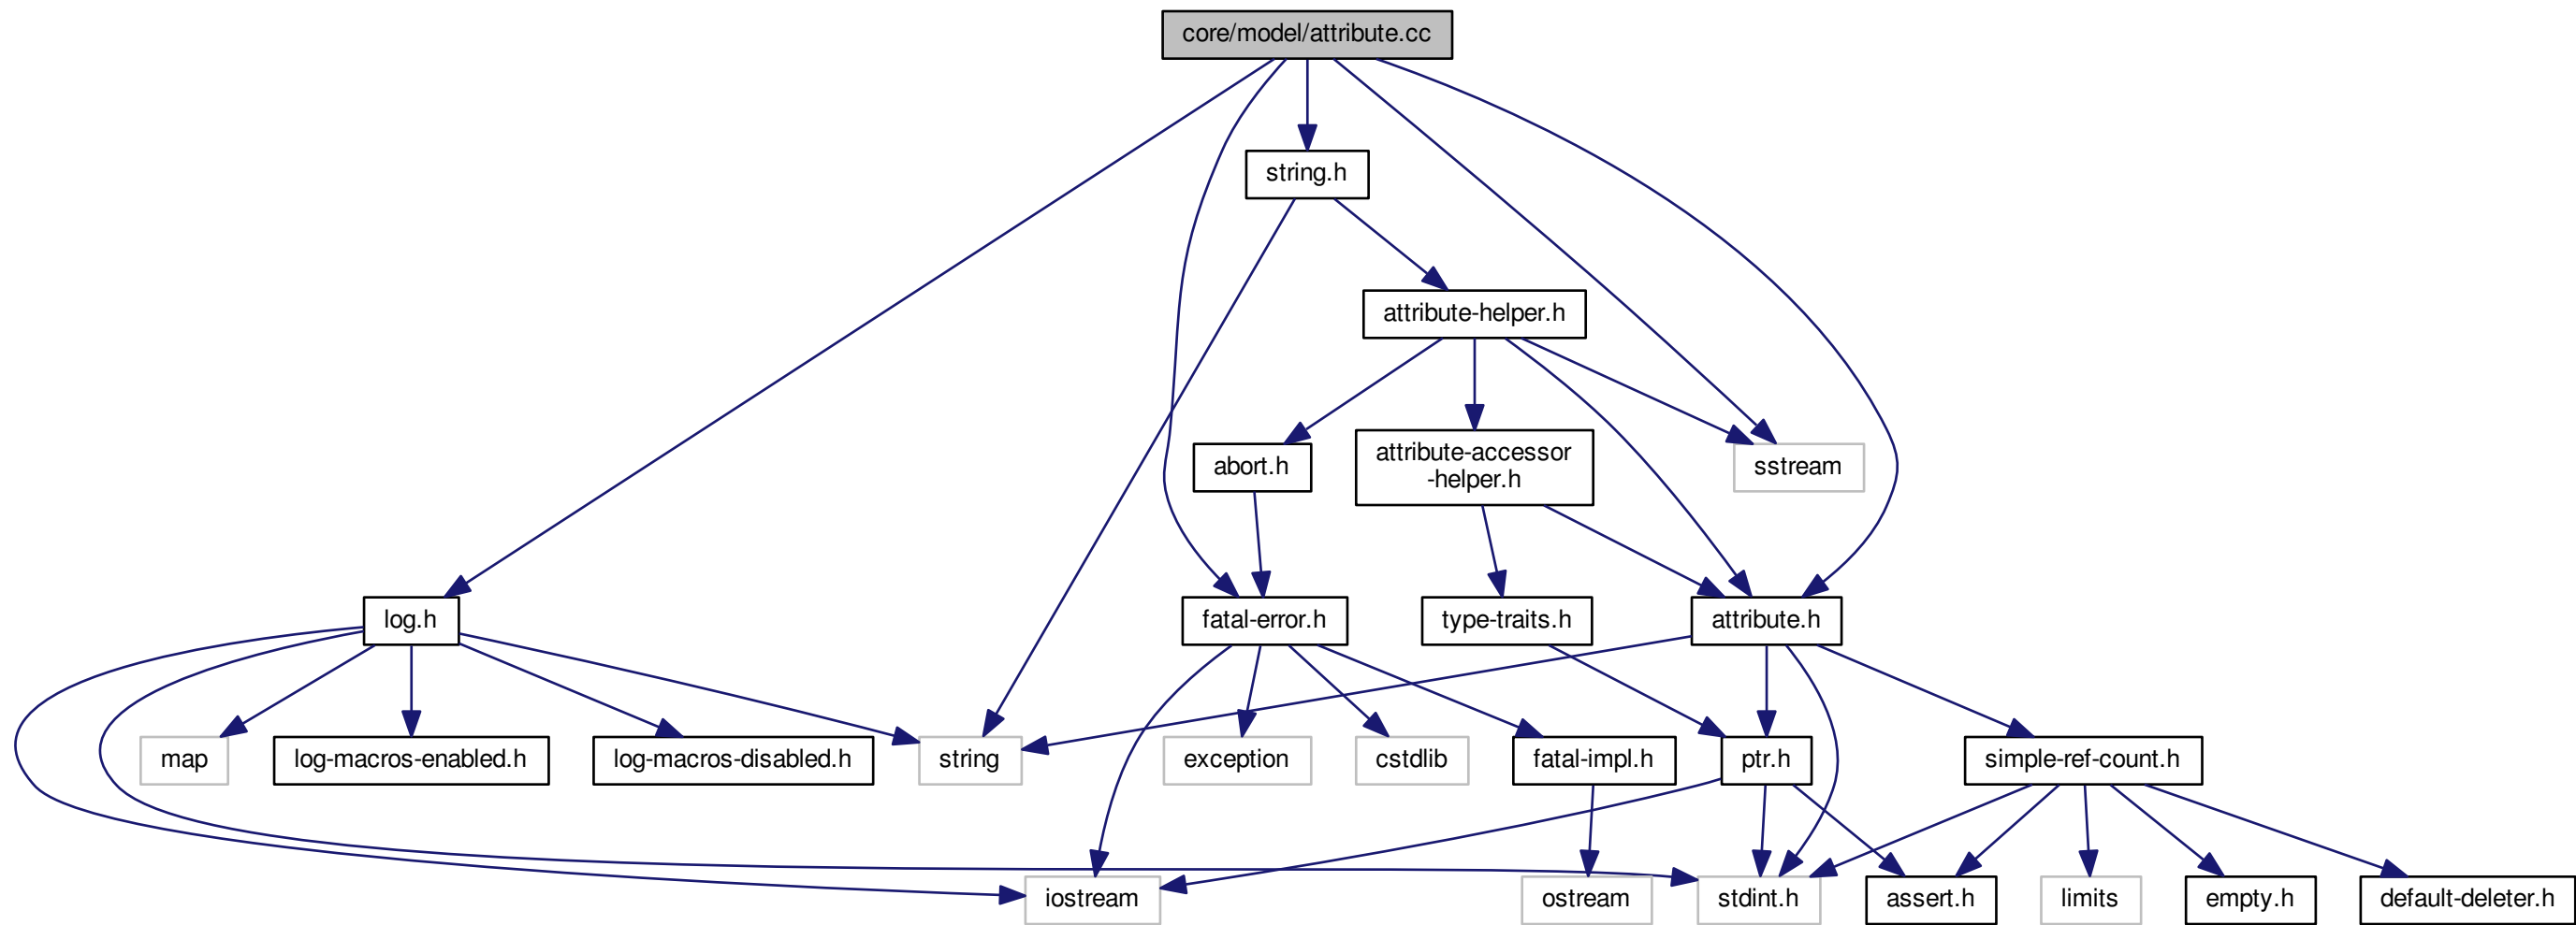 core/model/attribute.cc
string.h
attribute-helper.h
abort.h
attribute-accessor
-helper.h
sstream
log.h
fatal-error.h
type-traits.h
attribute.h
map
log-macros-enabled.h
log-macros-disabled.h
string
exception
cstdlib
fatal-impl.h
ptr.h
simple-ref-count.h
iostream
ostream
stdint.h
assert.h
limits
empty.h
default-deleter.h